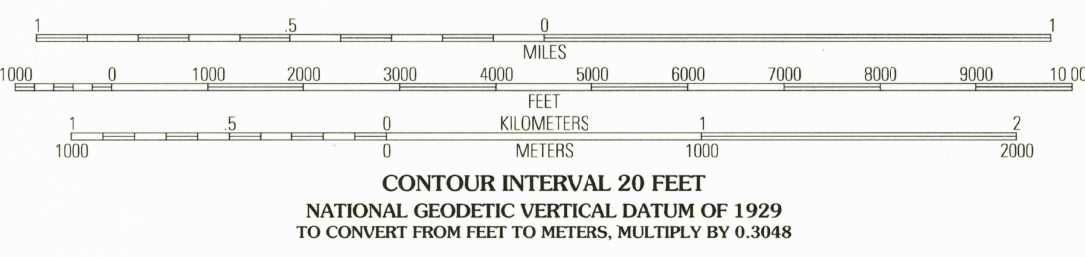 1 .5 0 1
MILES
1000 0 1000 2000 3000 4000 5000 6000 7000 8000 9000 10 00
FEET
1 .5 0 KILOMETERS 1 2
1000 0 METERS 1000 2000
CONTOUR INTERVAL 20 FEET
NATIONAL GEODETIC VERTICAL DATUM OF 1929
TO CONVERT FROM FEET TO METERS, MULTIPLY BY 0.3048